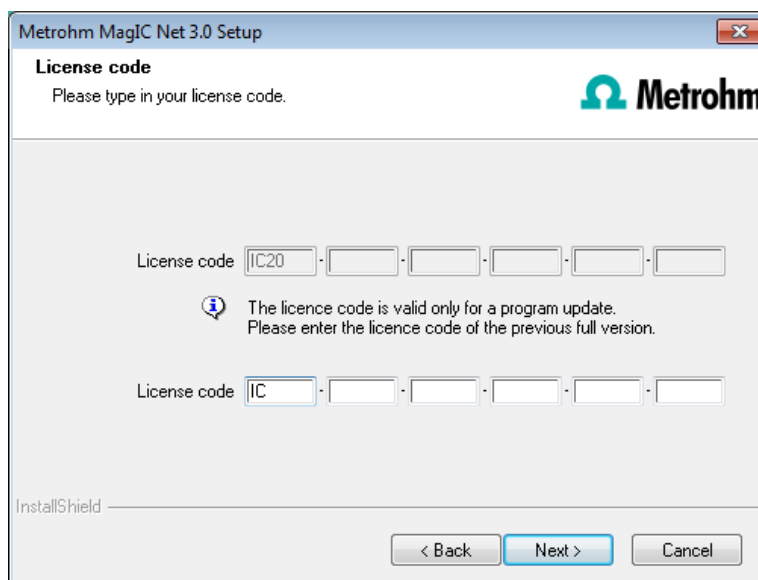 Metrohm MagIC Net 3.0 Setup
License code
Please type in your license code.
Metrohm
License code IC20 - - - - -
The licence code is valid only for a program update.
Please enter the licence code of the previous full version.
License code IC - - - - -
InstallShield
< Back Next > Cancel